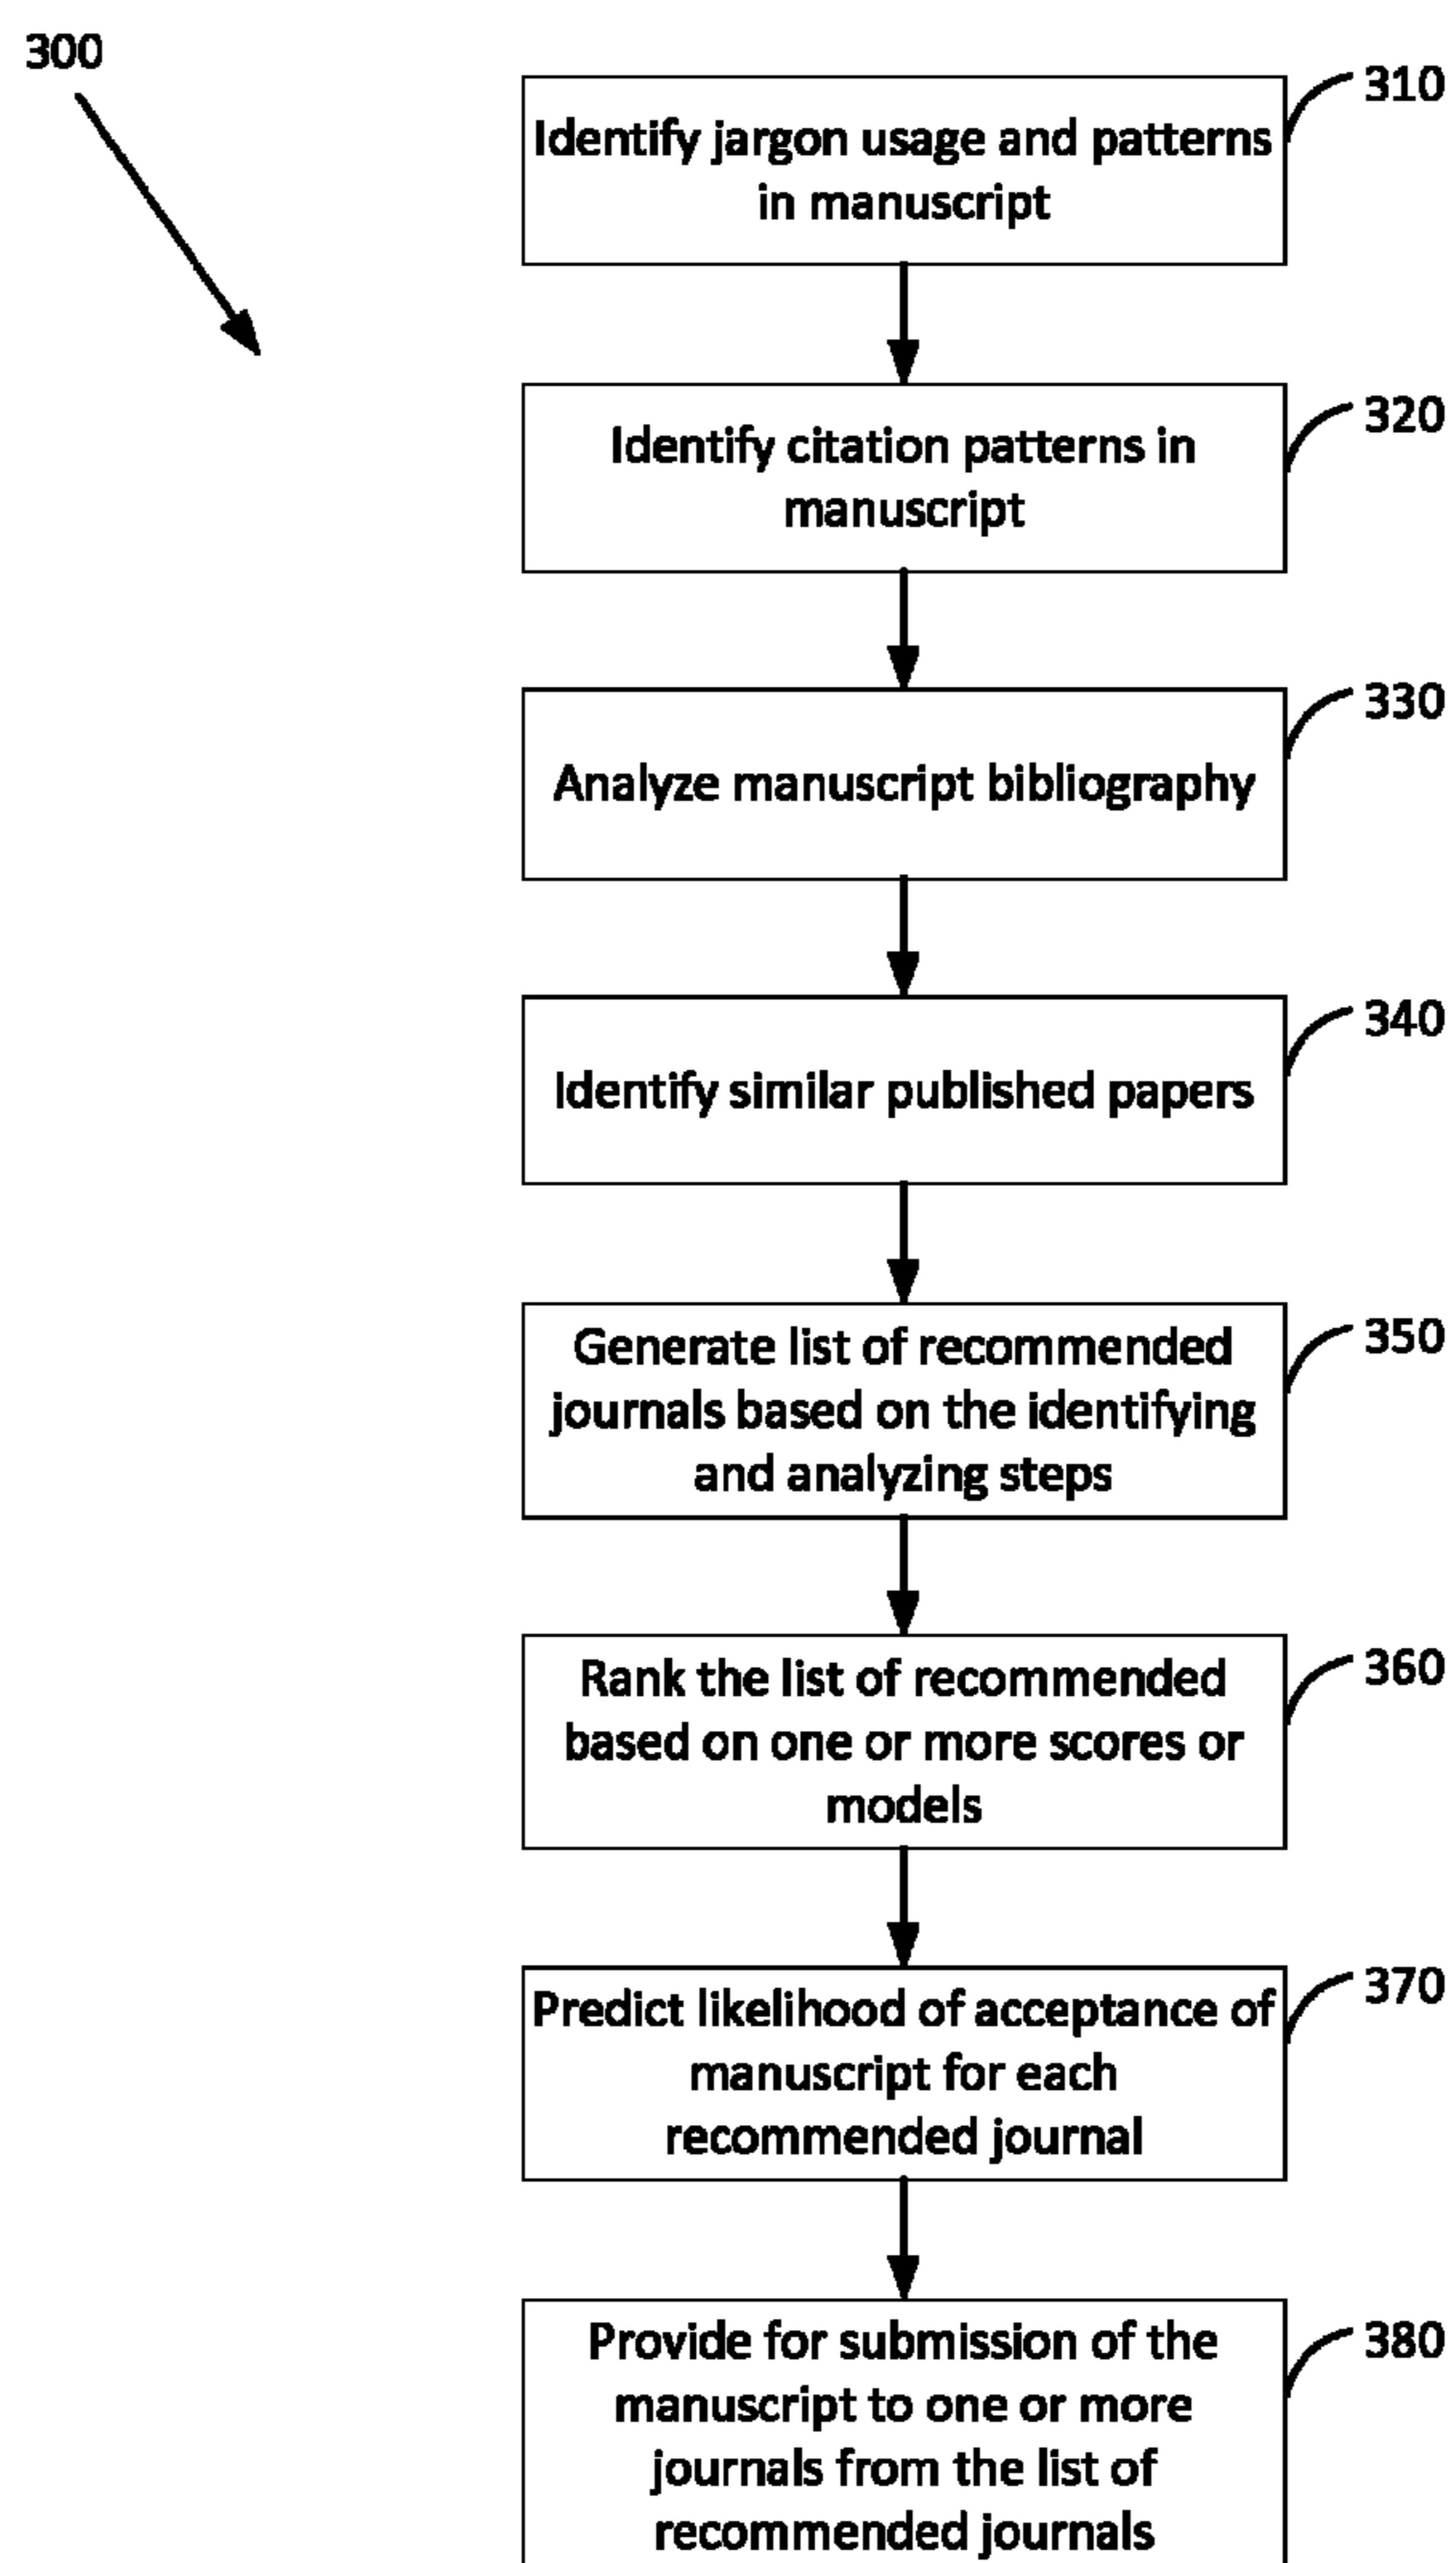 300
310
Identify jargon usage and patterns
in manuscript
320
Identify citation patterns in
manuscript
330
Analyze manuscript bibliography
340
Identify similar published papers
350
Generate list of recommended
journals based on the identifying
and analyzing steps
360
Rank the list of recommended
based on one or more scores or
models
370
Predict likelihood of acceptance of
manuscript for each
recommended journal
380
Provide for submission of the
manuscript to one or more
journals from the list of
recommended journals